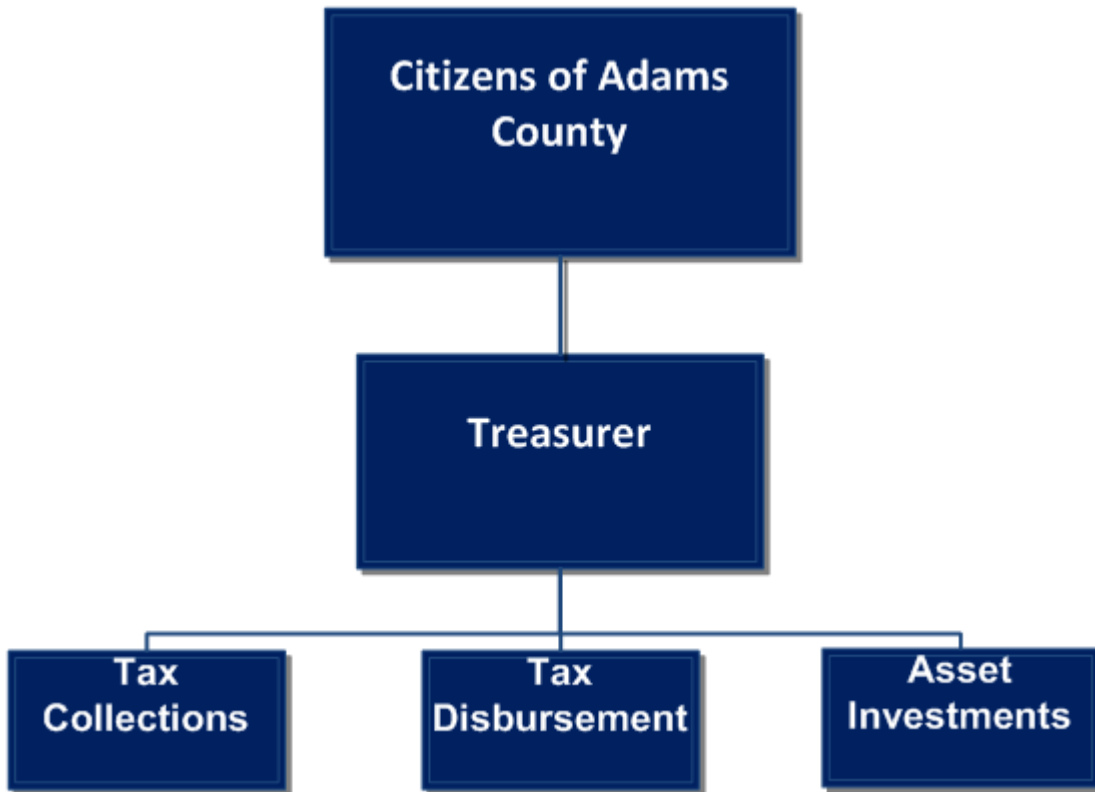 Citizens of Adams
County
Treasurer
Tax
Collections
Tax
Disbursement
Asset
Investments